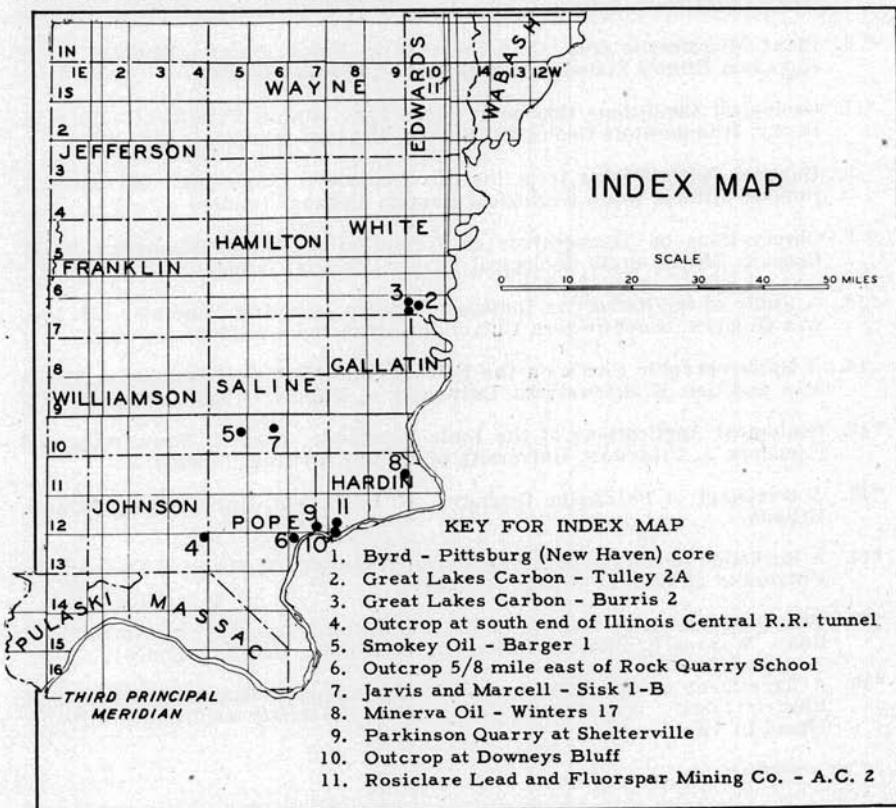 IN
1E 2 3 4 5 6 7 8 9 10 11 14 13 12W
EDWARDS
WABASH
1S
WAYNE
2
JEFFERSON
3
INDEX MAP
4
WHITE
HAMILTON
5
FRANKLIN
SCALE
0 10 20 30 40 50 MILES
6
3 2
7
8
GALLATIN
SALINE
WILLIAMSON
9
5 7
10
8
11
HARDIN
JOHNSON
9 11
12
POPE
4 6 10
13
KEY FOR INDEX MAP
1. Byrd - Pittsburg (New Haven) core
2. Great Lakes Carbon - Tulley 2A
3. Great Lakes Carbon - Burris 2
4. Outcrop at south end of Illinois Central R.R. tunnel
5. Smokey Oil - Barger 1
6. Outcrop 5/8 mile east of Rock Quarry School
7. Jarvis and Marcell - Sisk 1-B
8. Minerva Oil - Winters 17
9. Parkinson Quarry at Shelterville
10. Outcrop at Downeys Bluff
11. Rosiclare Lead and Fluorspar Mining Co. - A.C. 2
14
PULASKI
MASSAC
15
16
THIRD PRINCIPAL
MERIDIAN